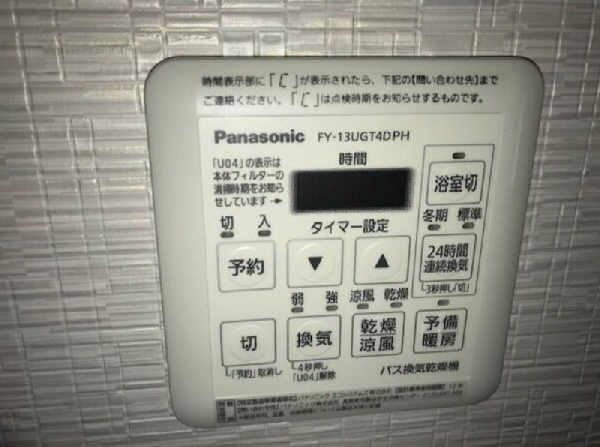 時間表示部に「 」が表示されたら、下記の【問い合わせ先】まで
ご連絡ください。「 」は点検時期をお知らせするものです。
Panasonic FY-13UGT4DPH
「U04」の表示は
本体フィルターの
清掃時期をお知ら
せしています→
時間
浴室切
切 入
タイマー設定
冬期 標準
予約
▼
▲
24時間
連続換気
3秒押し「切」
弱 強 涼風 乾燥
切
換気
乾燥
涼風
予備
暖房
「予約」取消し
4秒押し
「U04」解除
バス換気乾燥機